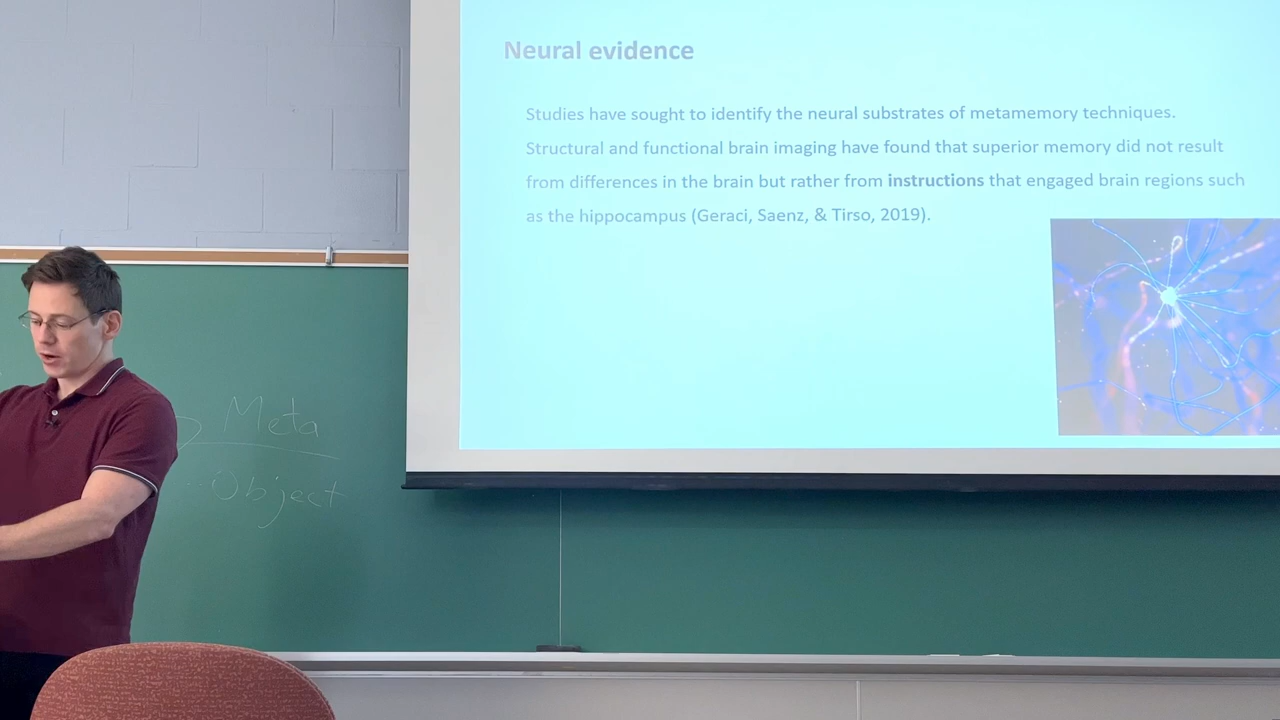 Neural evidence
Studies have sought to identify the neural substrates of metamemory techniques.
Structural and functional brain imaging have found that superior memory did not result
from differences in the brain but rather from instructions that engaged brain regions such
as the hippocampus (Geraci, Saenz, & Tirso, 2019).
Meta
Object